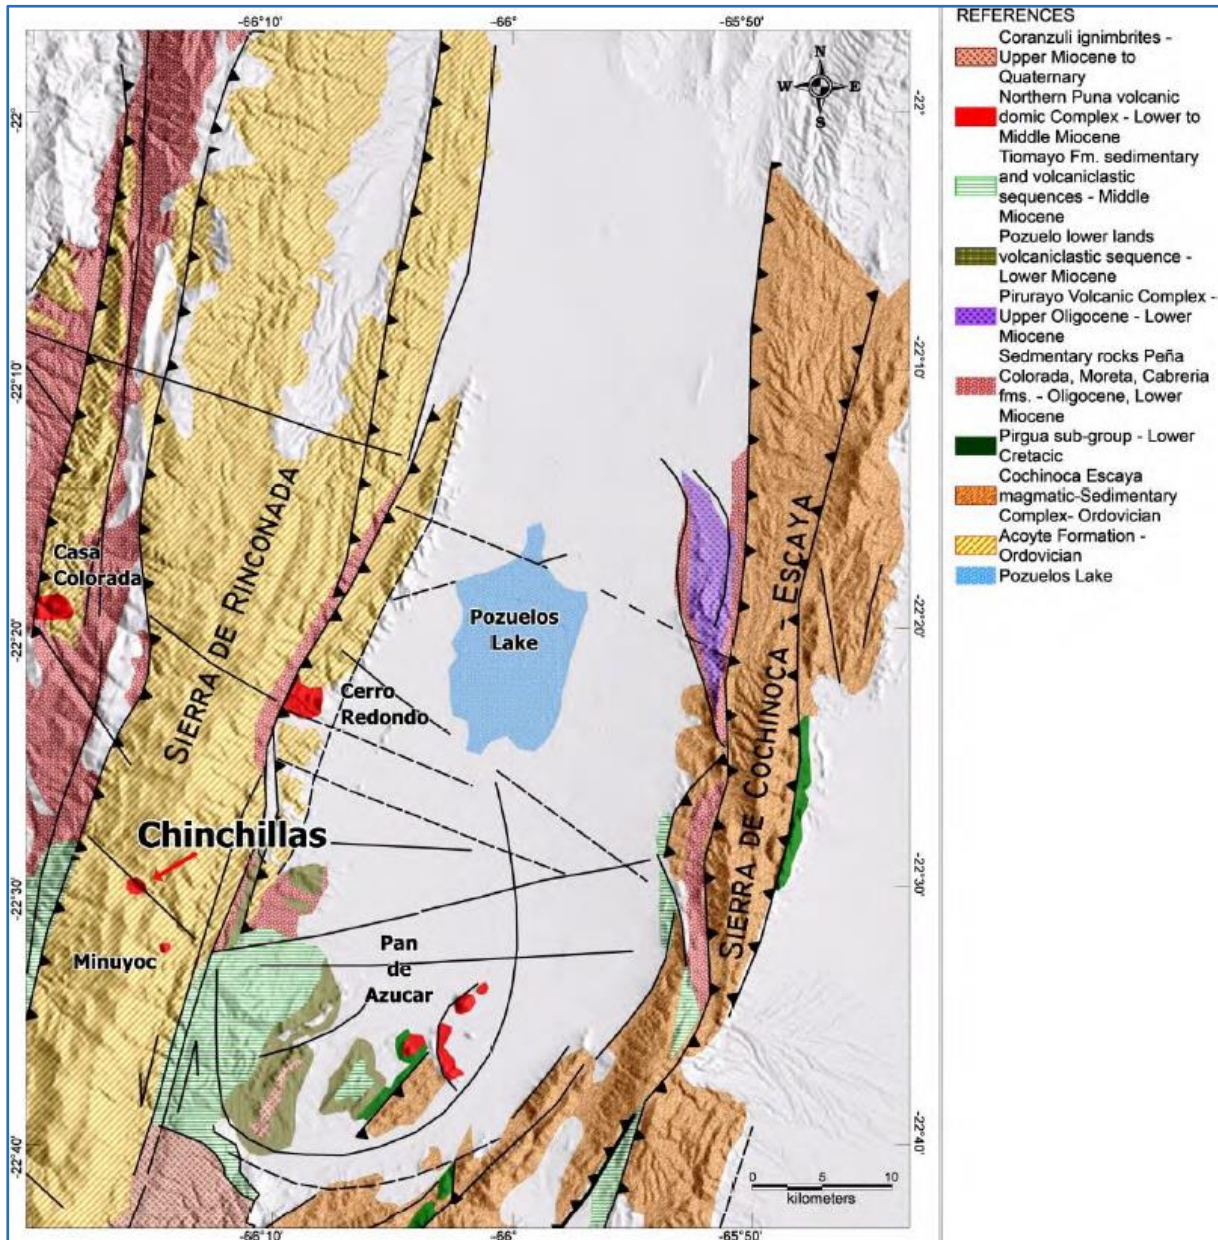 -66°10'
-66°
-65°50'
REFERENCES
Coranzuli ignimbrites -
Upper Miocene to
Quaternary
Northern Puna volcanic
domic Complex - Lower to
Middle Miocene
Tiomayo Fm. sedimentary
and volcaniclastic
sequences - Middle
Miocene
Pozuelo lower lands
volcaniclastic sequence -
Lower Miocene
Pirurayo Volcanic Complex -
Upper Oligocene - Lower
Miocene
Sedmentary rocks Peña
Colorada, Moreta, Cabreria
fms. - Oligocene, Lower
Miocene
Pirgua sub-group - Lower
Cretacic
Cochinoca Escaya
magmatic-Sedimentary
Complex- Ordovician
Acoyte Formation -
Ordovician
Pozuelos Lake
N
W
E
S
-22°
-22°
-22°10'
-22°10'
SIERRA DE RINCONADA
SIERRA DE COCHINOCA - ESCAYA
Casa
Colorada
Pozuelos
Lake
-22°20'
-22°20'
Cerro
Redondo
Chinchillas
-22°30'
-22°30'
Minuyoc
Pan
de
Azucar
-22°40'
-22°40'
0 5 10
kilometers
-66°10'
-66°
-65°50'